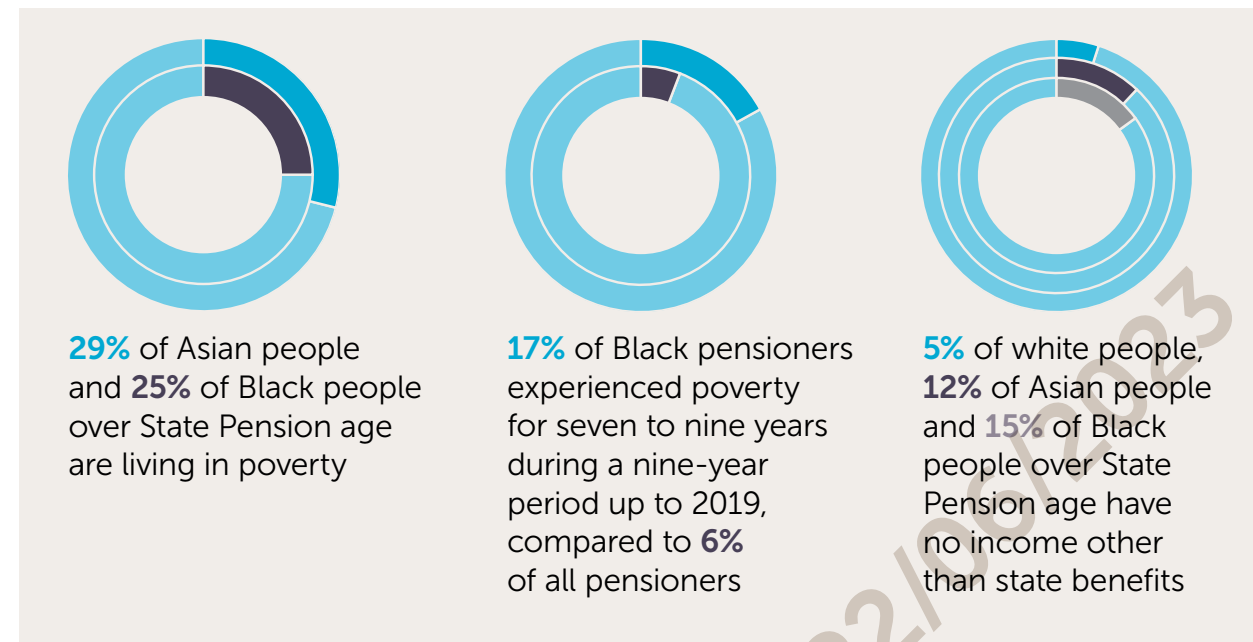 29% of Asian people
and 25% of Black people
over State Pension age
are living in poverty
17% of Black pensioners
experienced poverty
for seven to nine years
during a nine-year
period up to 2019,
compared to 6%
of all pensioners
5% of white people,
12% of Asian people
and 15% of Black
people over State
Pension age have
no income other
than state benefits
22/06/2023